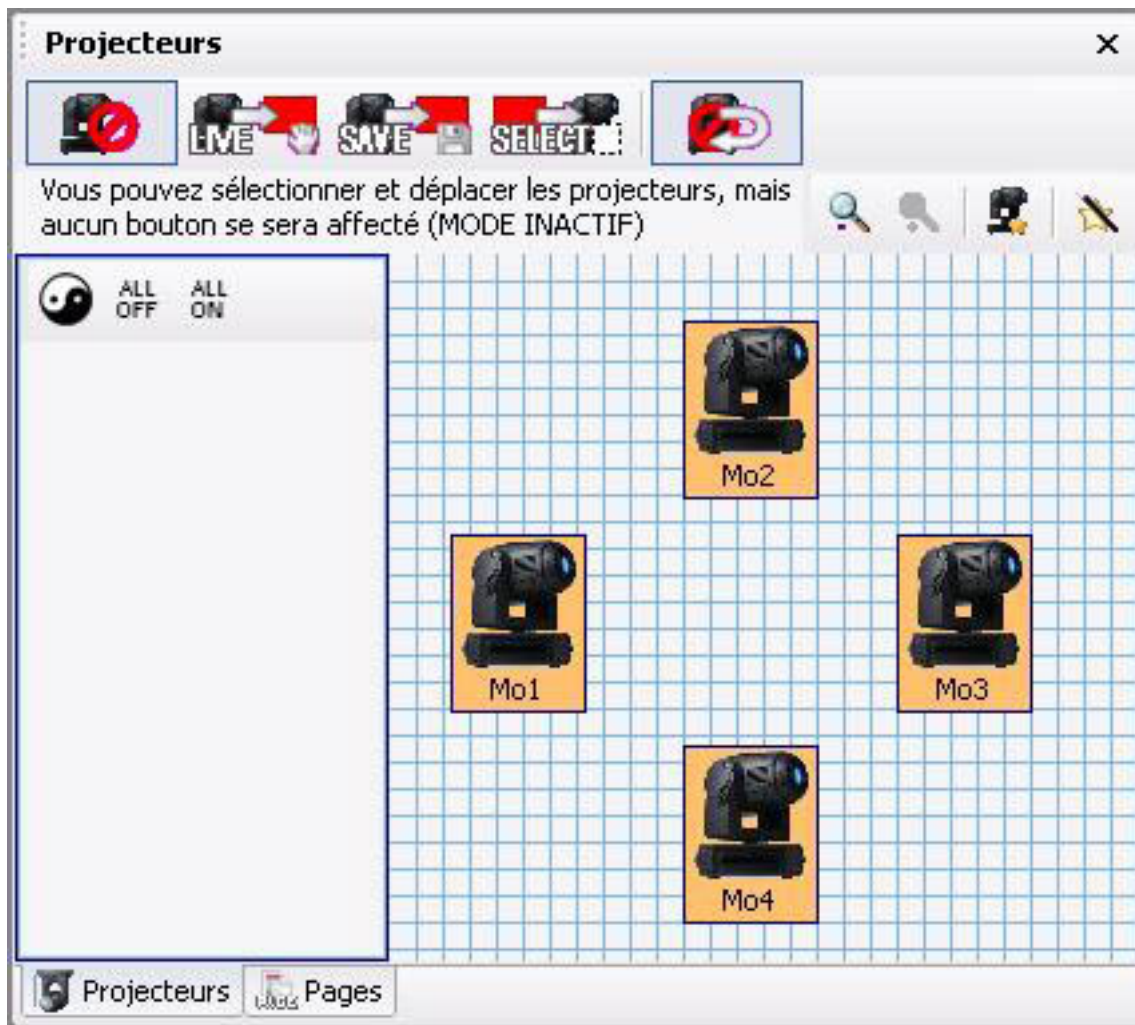 Projecteurs
LIVE SAVE SELECT
Vous pouvez sélectionner et déplacer les projecteurs, mais
aucun bouton se sera affecté (MODE INACTIF)
ALL OFF ALL ON
Mo2
Mo1 Mo3
Mo4
Projecteurs Pages